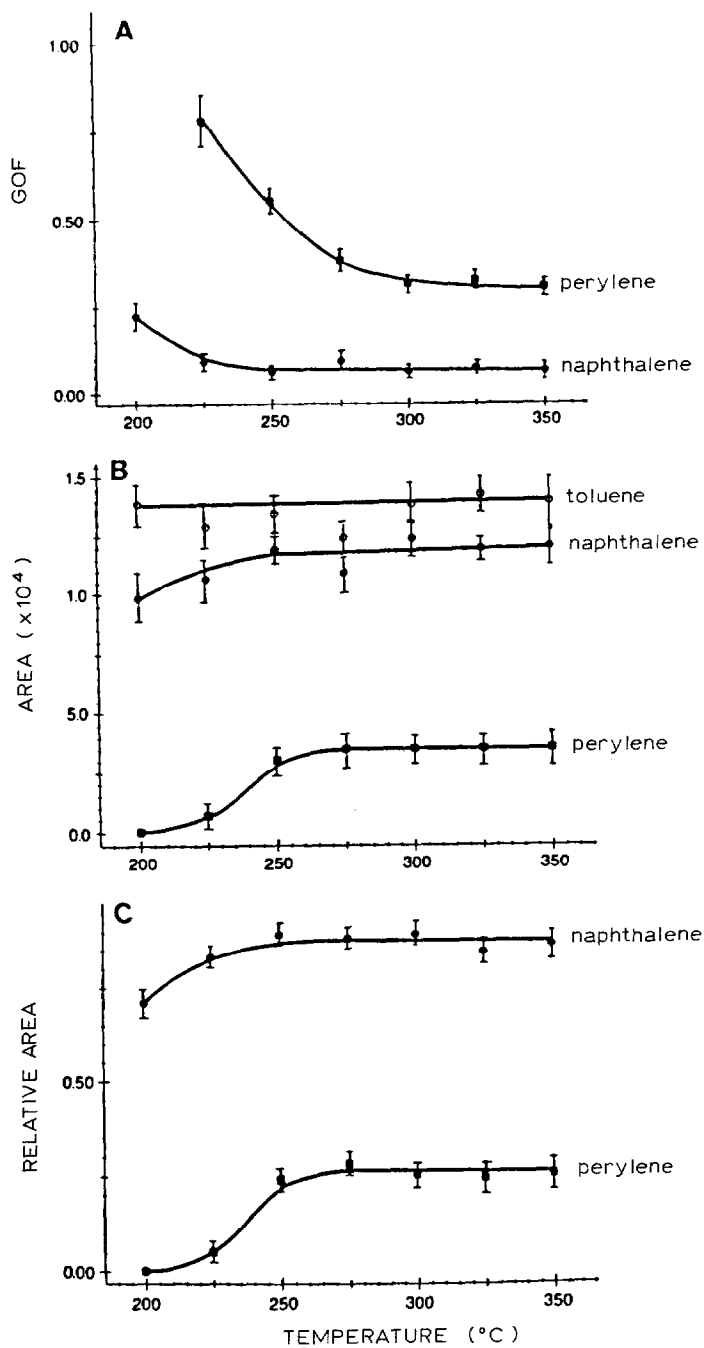 A
1.00
GOF
0.50
perylene
naphthalene
0.00
200
250
300
350
B
1.5
toluene
naphthalene
1.0
AREA (x10⁴)
5.0
perylene
0.0
200
250
300
350
C
naphthalene
RELATIVE AREA
0.50
perylene
0.00
200
250
300
350
TEMPERATURE (°C)